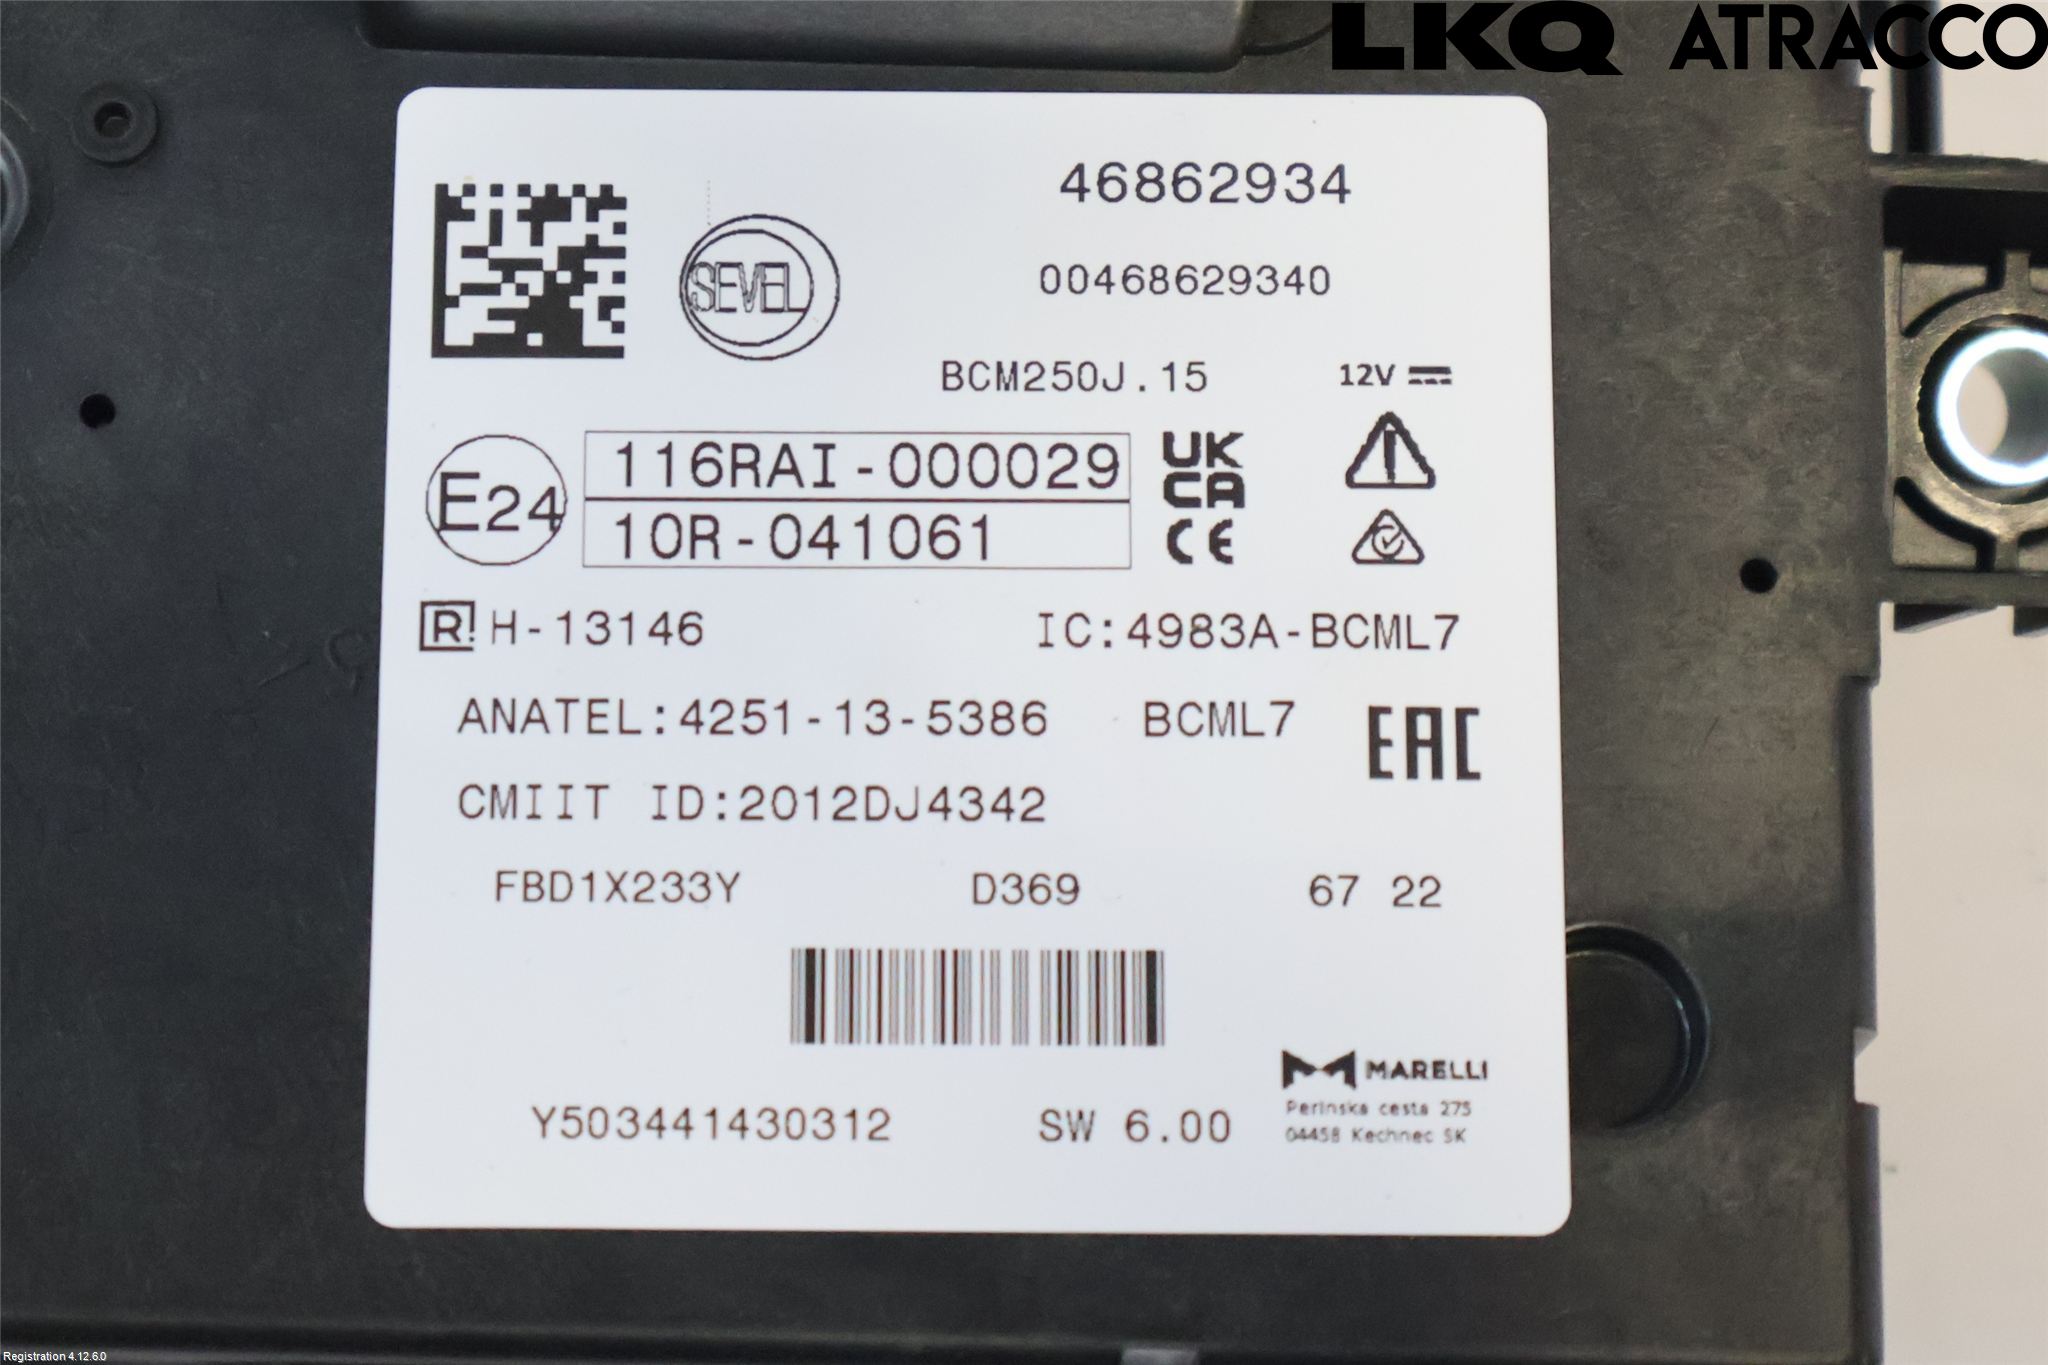 LKQ ATRACCO
46862934
SEVEL
00468629340
BCM250J.15 12V
E24
116RAI-000029
10R-041061
UK
CA
CE
R H-13146 IC:4983A-BCML7
ANATEL:4251-13-5386 BCML7 EAC
CMIIT ID:2012DJ4342
FBD1X233Y D369 67 22
MARELLI
Perinska cesta 275
04458 Kechnec SK
Y503441430312 SW 6.00
Registration 4.12.6.0